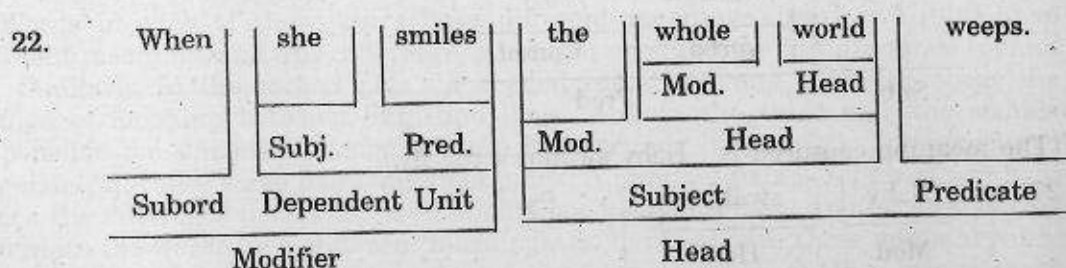 22. When she smiles the whole world weeps.
Mod. Head
Subj. Pred. Mod. Head
Subord Dependent Unit Subject Predicate
Modifier Head